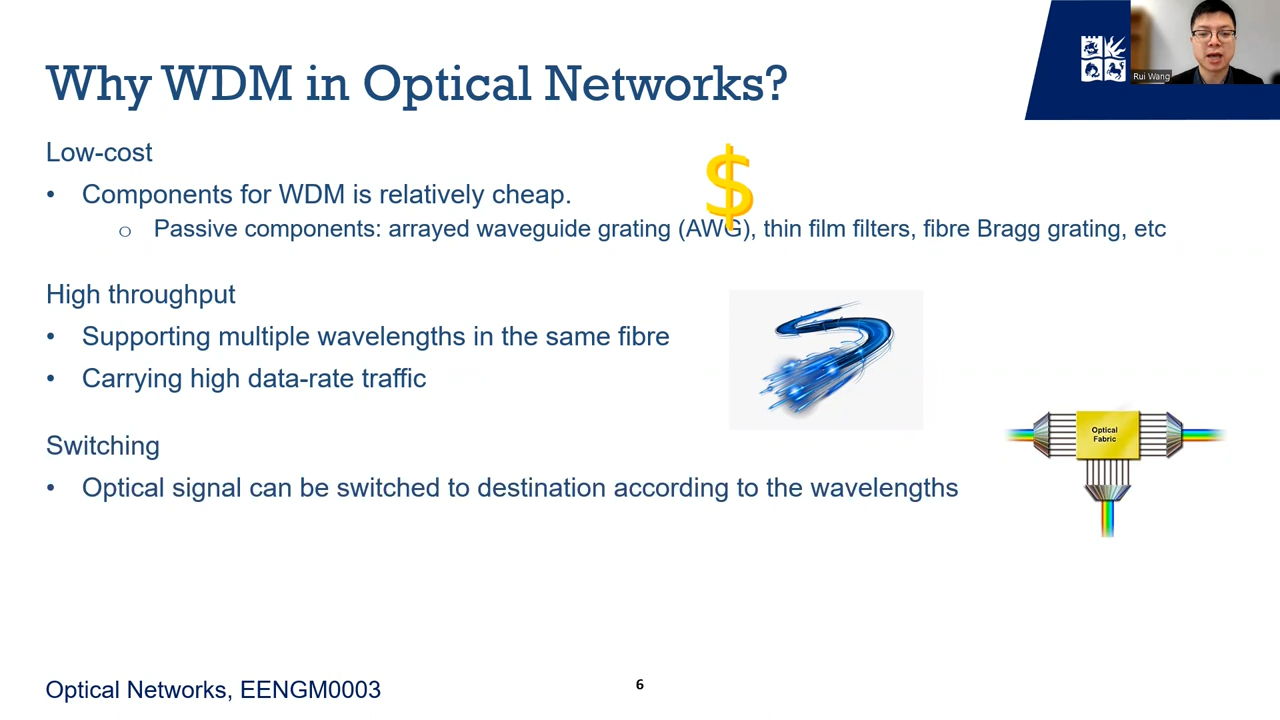 Why WDM in Optical Networks?
Rui Wang
Low-cost
• Components for WDM is relatively cheap.
$
o Passive components: arrayed waveguide grating (AWG), thin film filters, fibre Bragg grating, etc
High throughput
• Supporting multiple wavelengths in the same fibre
• Carrying high data-rate traffic
Optical
Fabric
Switching
• Optical signal can be switched to destination according to the wavelengths
Optical Networks, EENGM0003
6